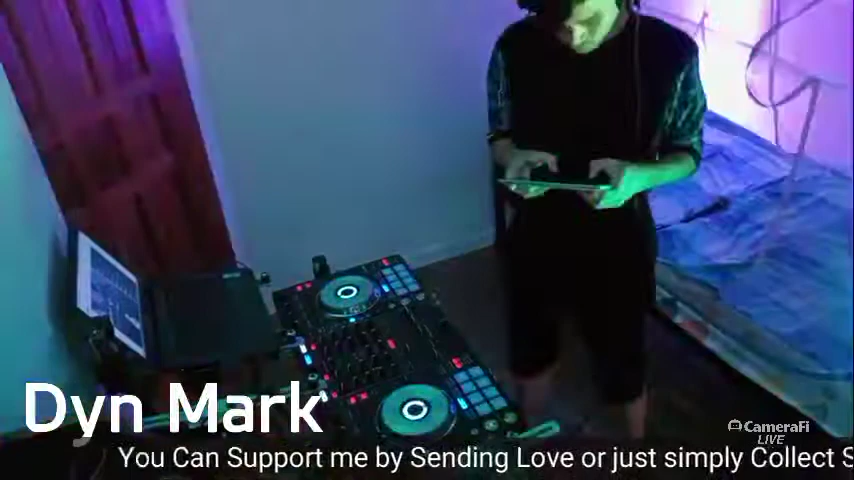 Dyn Mark
CameraFi
LIVE
You Can Support me by Sending Love or just simply Collect S